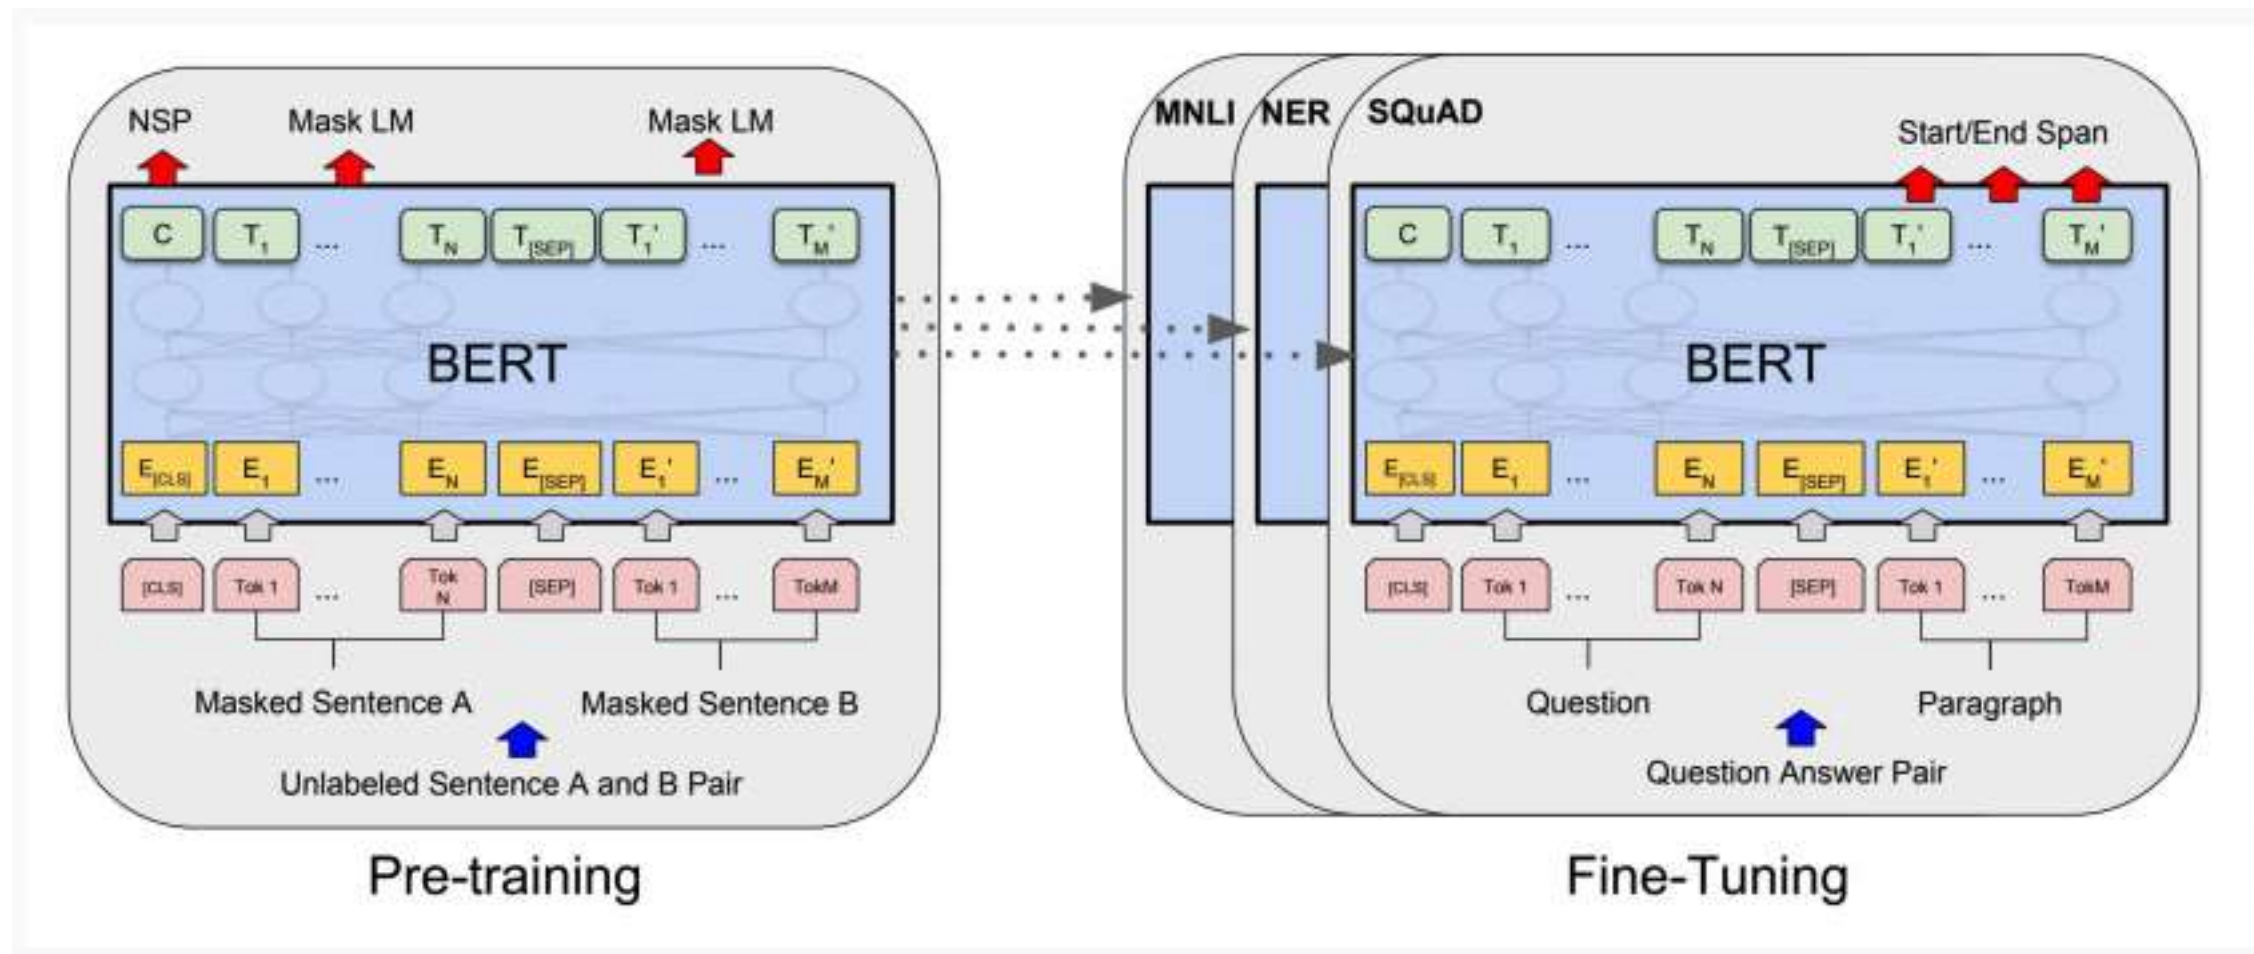 NSP Mask LM Mask LM
C T1 ... TN T[SEP] T1' ... TM'
BERT
E[CLS] E1 ... EN E[SEP] E1' ... EM'
[CLS] Tok 1 ... Tok N [SEP] Tok 1 ... TokM
Masked Sentence A Masked Sentence B
Unlabeled Sentence A and B Pair
Pre-training
MNLI NER SQuAD
Start/End Span
C T1 ... TN T[SEP] T1' ... TM'
BERT
E[CLS] E1 ... EN E[SEP] E1' ... EM'
[CLS] Tok 1 ... Tok N [SEP] Tok 1 ... TokM
Question Paragraph
Question Answer Pair
Fine-Tuning